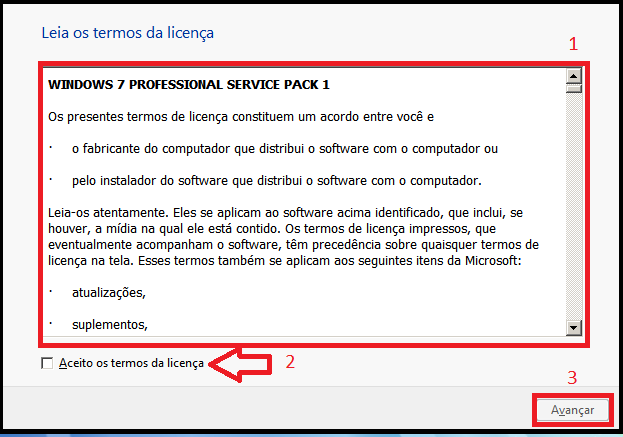 Leia os termos da licença
1
WINDOWS 7 PROFESSIONAL SERVICE PACK 1
Os presentes termos de licença constituem um acordo entre você e
· o fabricante do computador que distribui o software com o computador ou
· pelo instalador do software que distribui o software com o computador.
Leia-os atentamente. Eles se aplicam ao software acima identificado, que inclui, se
houver, a mídia na qual ele está contido. Os termos de licença impressos, que
eventualmente acompanham o software, têm precedência sobre quaisquer termos de
licença na tela. Esses termos também se aplicam aos seguintes itens da Microsoft:
· atualizações,
· suplementos,
Aceito os termos da licença 2
3
Avançar